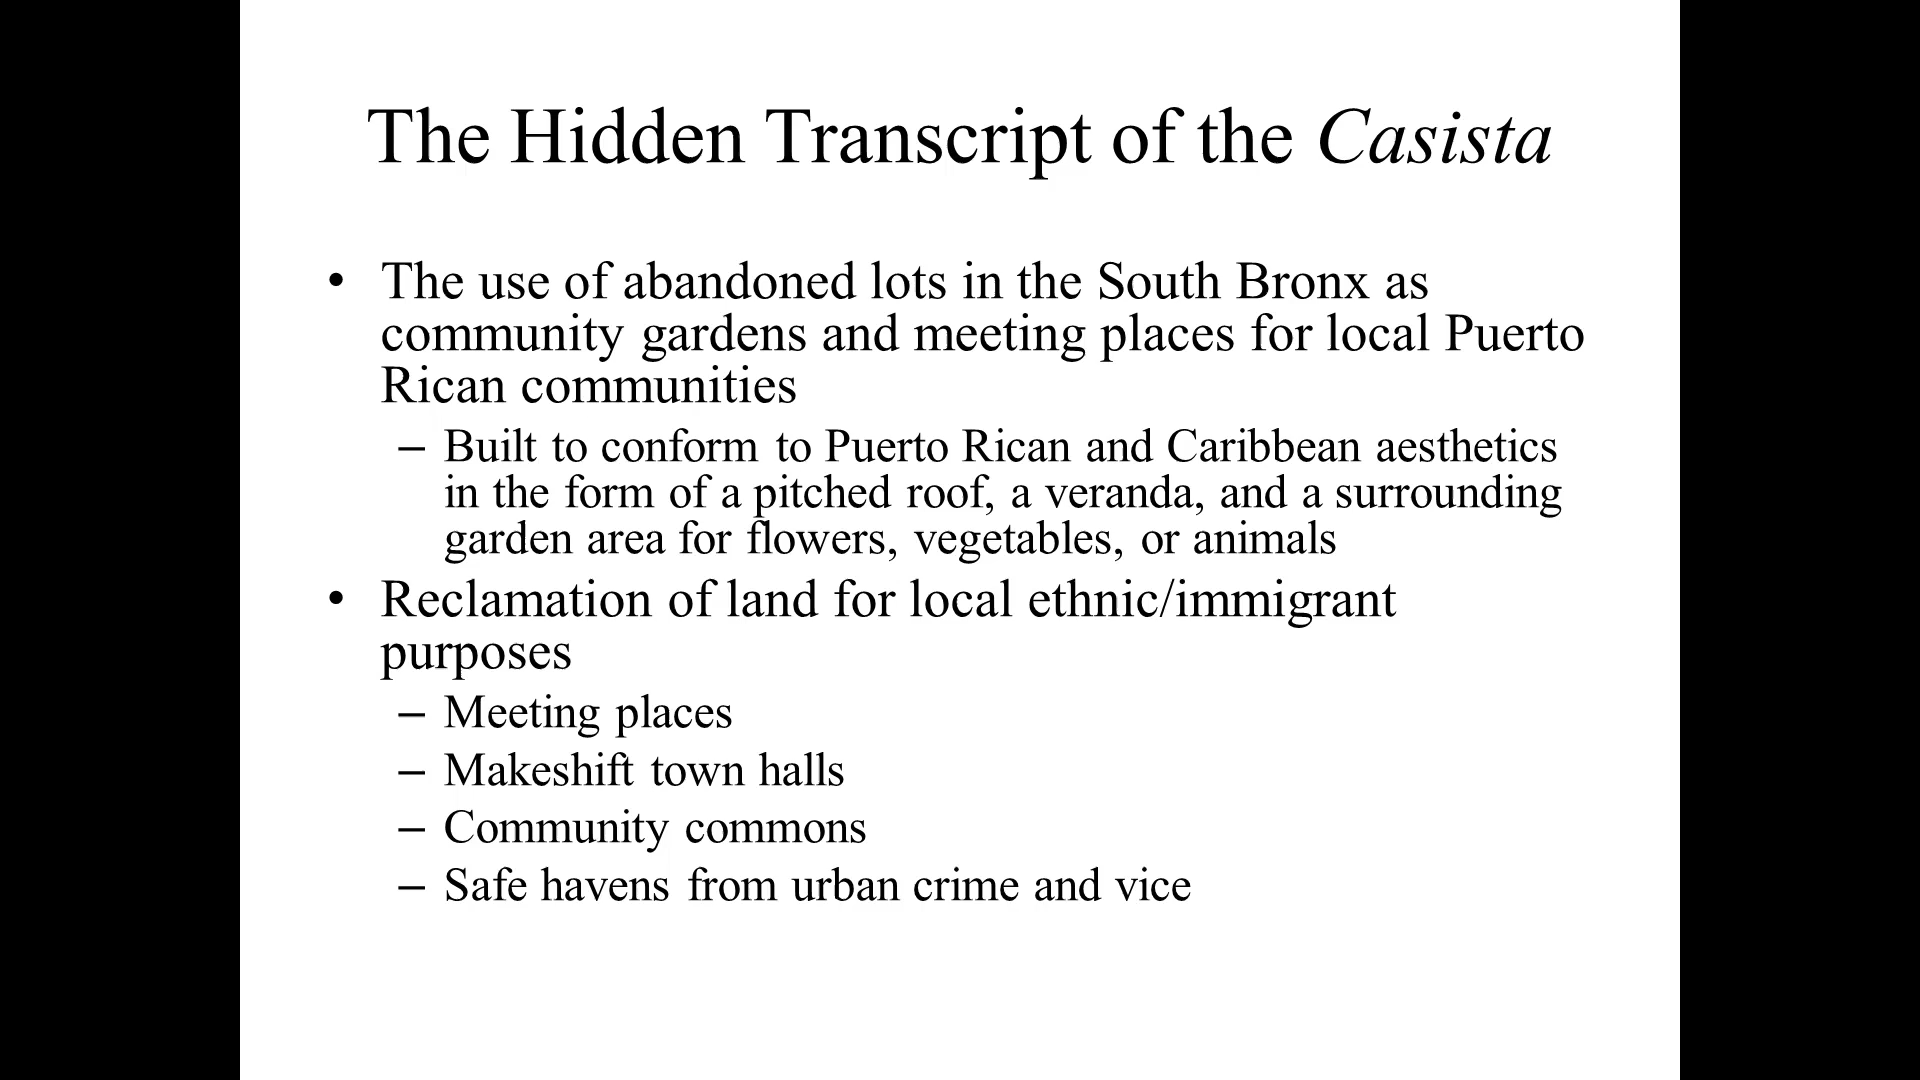 The Hidden Transcript of the Casista
• The use of abandoned lots in the South Bronx as
community gardens and meeting places for local Puerto
Rican communities
– Built to conform to Puerto Rican and Caribbean aesthetics
in the form of a pitched roof, a veranda, and a surrounding
garden area for flowers, vegetables, or animals
• Reclamation of land for local ethnic/immigrant
purposes
– Meeting places
– Makeshift town halls
– Community commons
– Safe havens from urban crime and vice